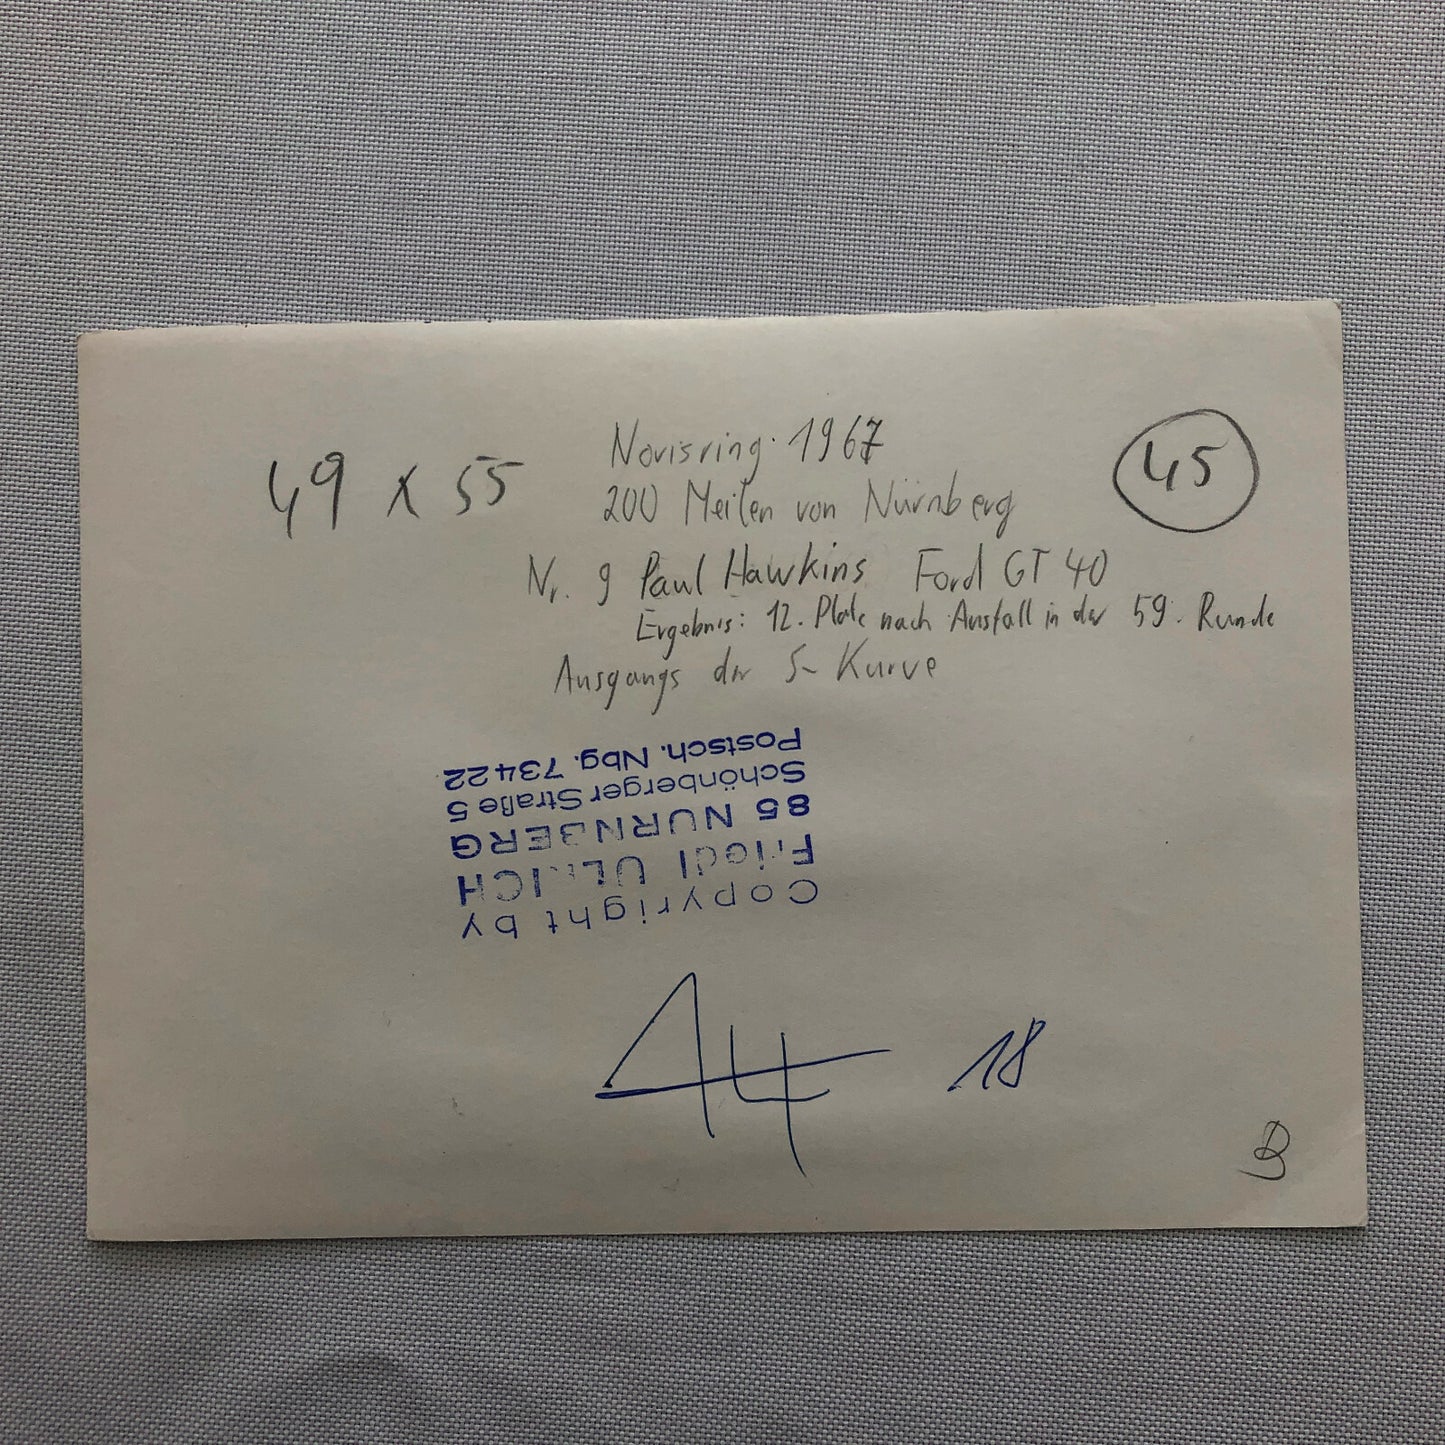 Norisring 1967
49 x 55
45
200 Meilen von Nürnberg
Nr. 9 Paul Hawkins Ford GT 40
Ergebnis: 12. Platz nach Ausfall in der 59. Runde
Ausgangs der S-Kurve
Copyright by
Friedl ULRICH
85 NÜRNBERG
Schönberger Straße 5
Postsch. Nbg. 73422
18